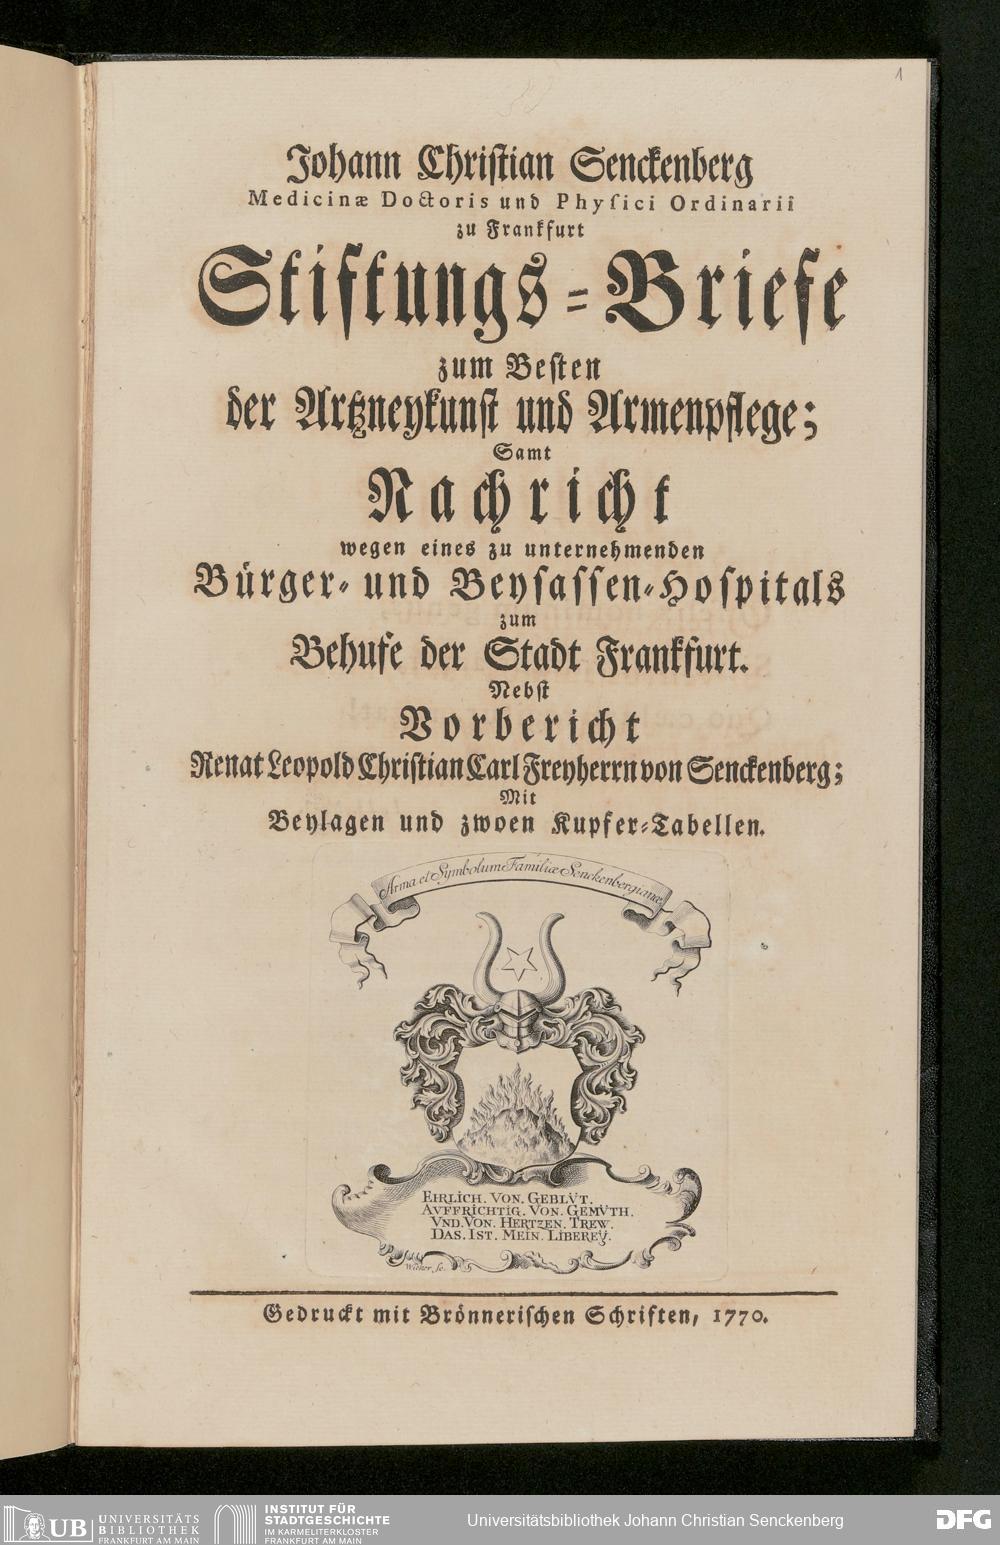 1
Johann Christian Senckenberg
Medicinæ Doctoris und Phyſici Ordinarii
zu Frankfurt
Stiftungs-Briefe
zum Beſten
der Artzneykunſt und Armenpflege;
Samt
Nachricht
wegen eines zu unternehmenden
Bürger- und Beyſaſſen-Hoſpitals
zum
Behufe der Stadt Frankfurt.
Nebſt
Vorbericht
Renat Leopold Chriſtian Carl Freyherrn von Senckenberg;
Mit
Beylagen und zwoen Kupfer-Tabellen.
Arma et Symbolum Familiæ Senckenbergianæ
EHRLICH. VON. GEBLVT.
AVFFRICHTIG. VON. GEMVTH.
VND. VON. HERTZEN. TREW.
DAS. IST. MEIN. LIBEREŸ.
Wicker ſc.
Gedruckt mit Brönneriſchen Schriften, 1770.
UB UNIVERSITÄTS
BIBLIOTHEK
FRANKFURT AM MAIN
INSTITUT FÜR
STADTGESCHICHTE
IM KARMELITERKLOSTER
FRANKFURT AM MAIN
Universitätsbibliothek Johann Christian Senckenberg
DFG